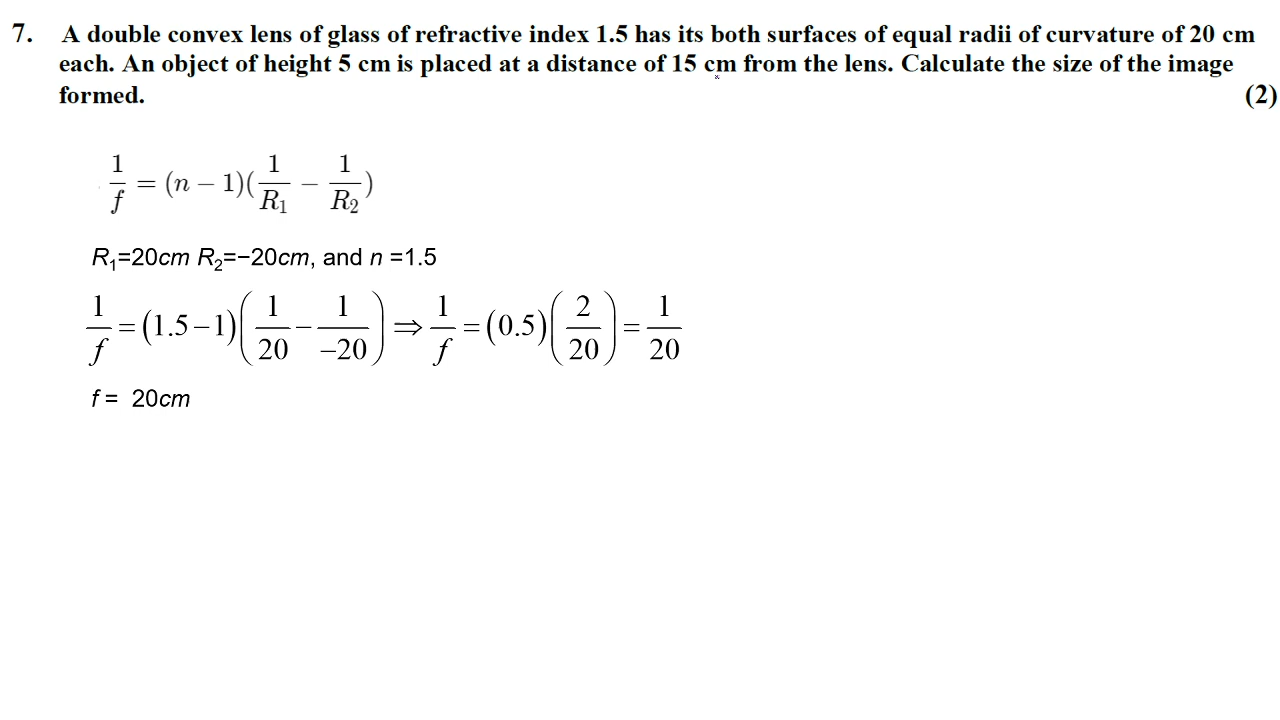 7. A double convex lens of glass of refractive index 1.5 has its both surfaces of equal radii of curvature of 20 cm
each. An object of height 5 cm is placed at a distance of 15 cm from the lens. Calculate the size of the image
formed. (2)
1/f = (n − 1)(1/R₁ − 1/R₂)
R₁=20cm R₂=−20cm, and n =1.5
1/f = (1.5−1)(1/20 − 1/−20) ⇒ 1/f = (0.5)(2/20) = 1/20
f = 20cm